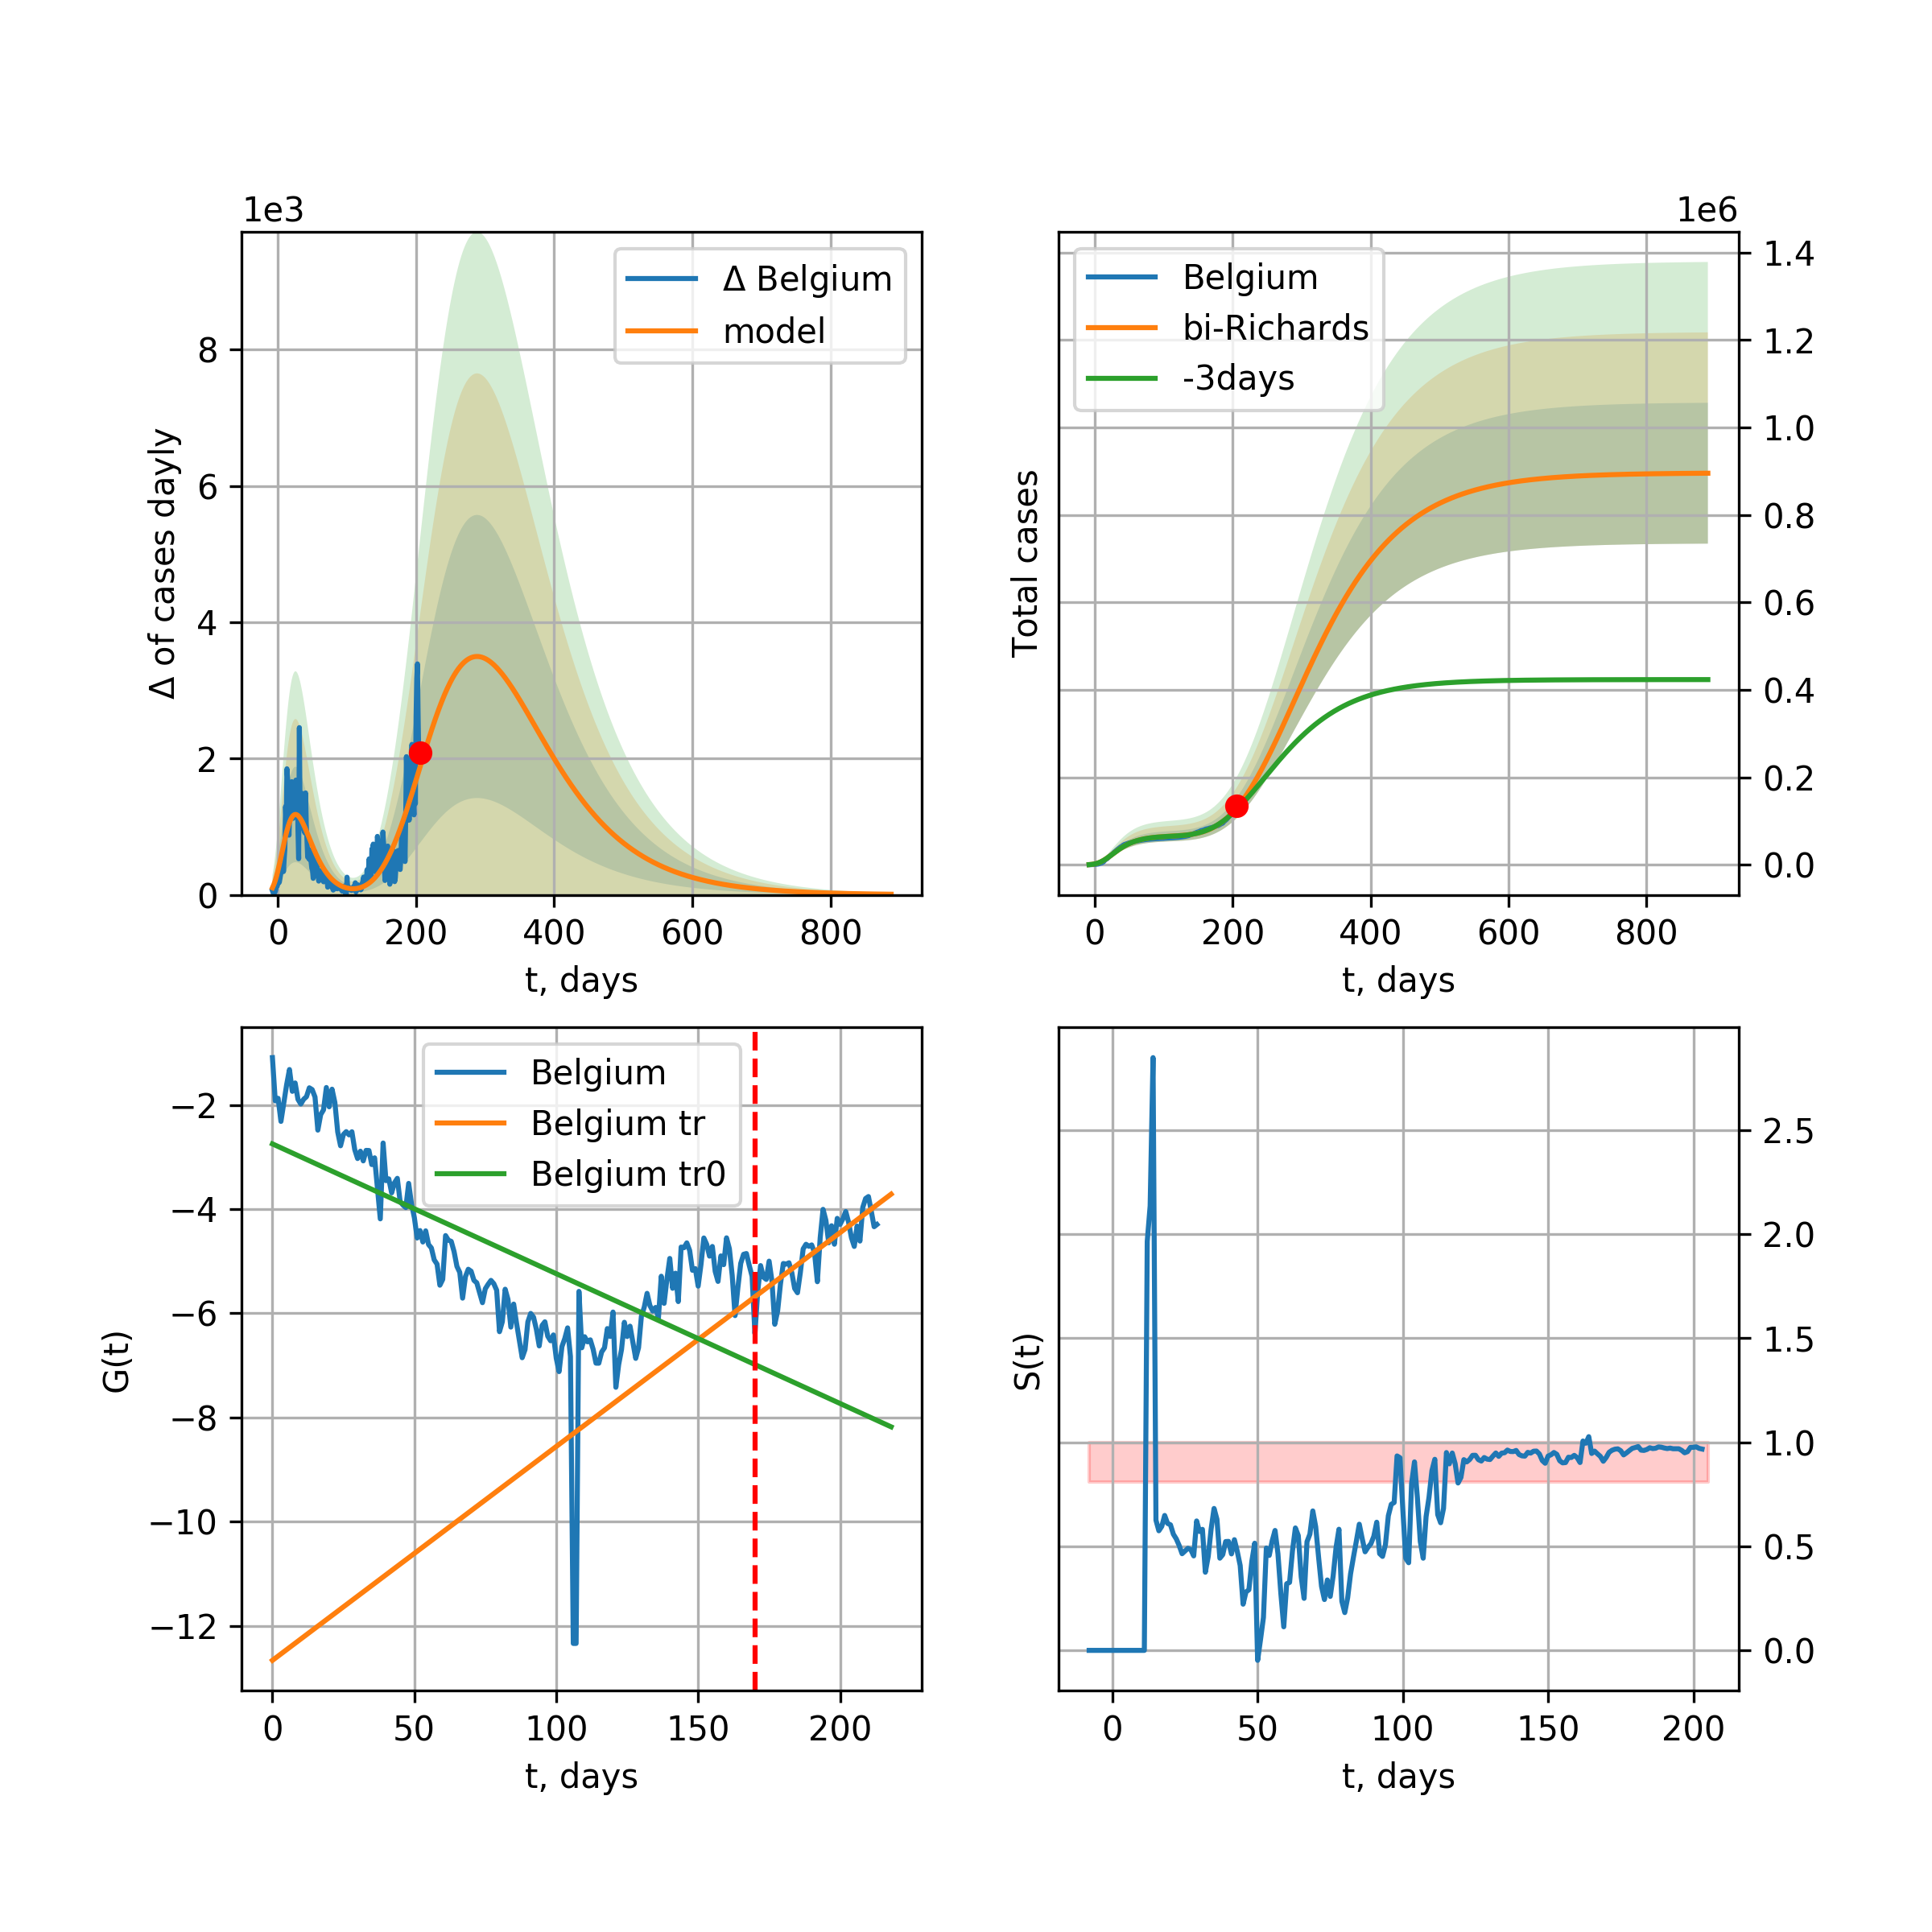 1e3
Δ of cases dayly
8
6
4
2
0
Δ Belgium
model
0 200 400 600 800
t, days
1e6
Total cases
Belgium
bi-Richards
-3days
1.4
1.2
1.0
0.8
0.6
0.4
0.2
0.0
0 200 400 600 800
t, days
G(t)
−2
−4
−6
−8
−10
−12
Belgium
Belgium tr
Belgium tr0
0 50 100 150 200
t, days
S(t)
2.5
2.0
1.5
1.0
0.5
0.0
0 50 100 150 200
t, days